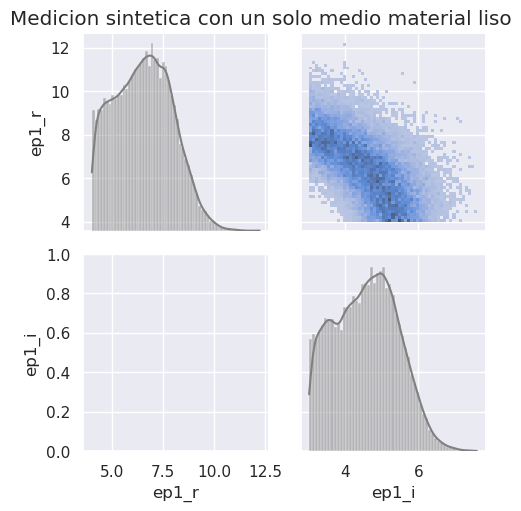 Medicion sintetica con un solo medio material liso
12
10
8
6
4
ep1_r
1.0
0.8
0.6
0.4
0.2
0.0
ep1_i
5.0 7.5 10.0 12.5
4 6
ep1_r
ep1_i